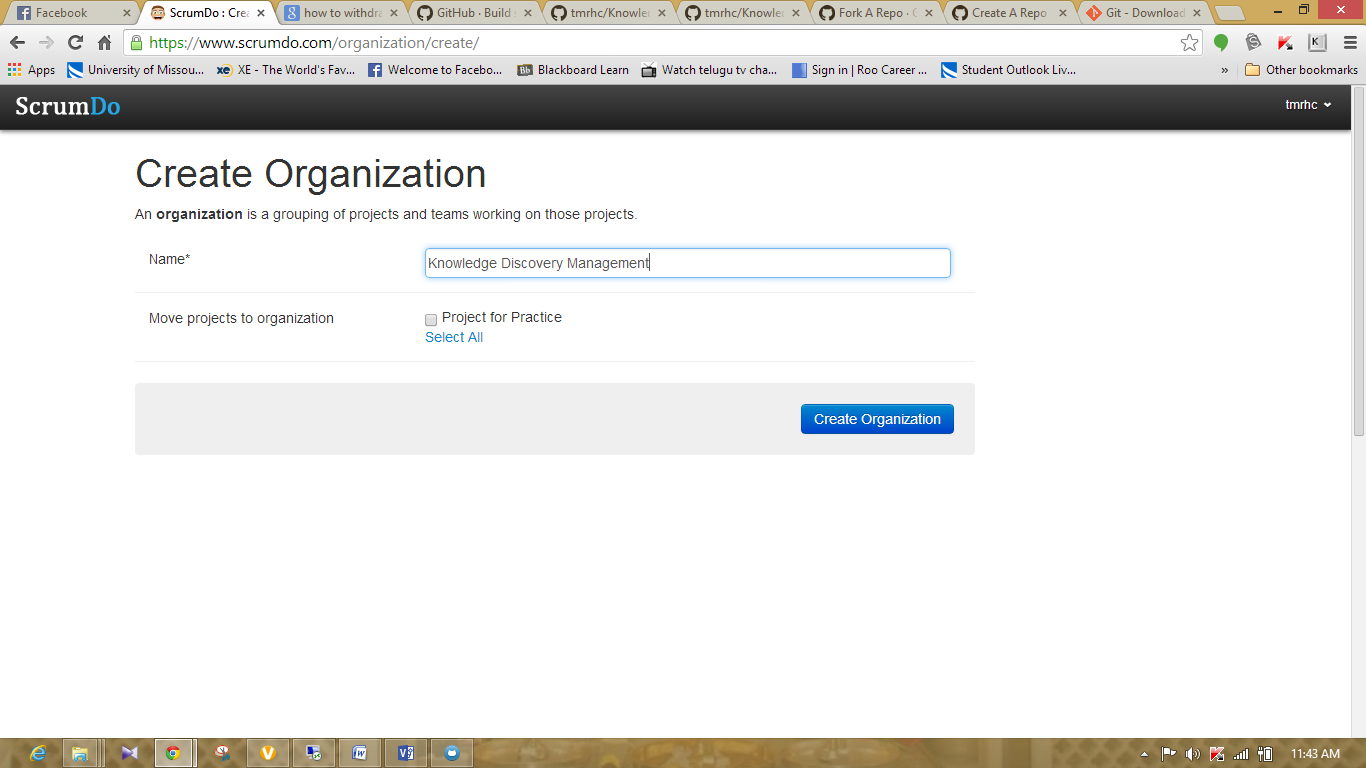 Facebook
ScrumDo : Crea
how to withdra
GitHub · Build
tmrhc/Knowle
tmrhc/Knowle
Fork A Repo ·
Create A Repo
Git - Download
https://www.scrumdo.com/organization/create/
Apps
University of Missou...
XE - The World's Fav...
Welcome to Facebo...
Blackboard Learn
Watch telugu tv cha...
Sign in | Roo Career ...
Student Outlook Liv...
»
Other bookmarks
ScrumDo
tmrhc
Create Organization
An organization is a grouping of projects and teams working on those projects.
Name*
Knowledge Discovery Management
Move projects to organization
Project for Practice
Select All
Create Organization
11:43 AM